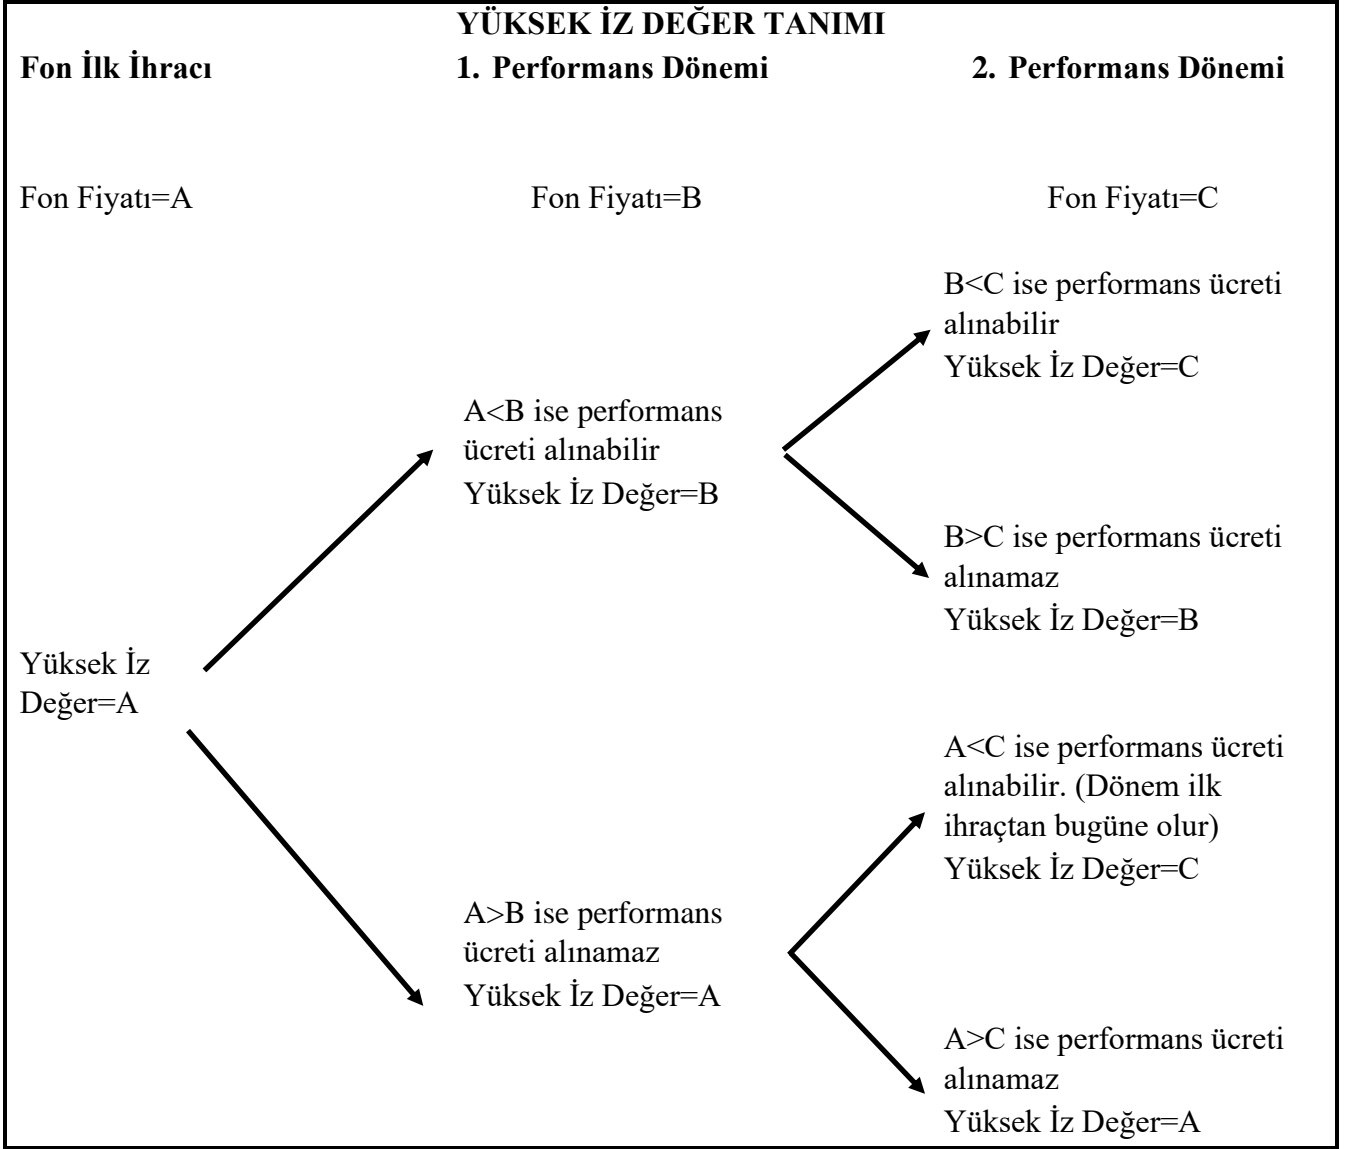 YÜKSEK İZ DEĞER TANIMI
Fon İlk İhracı
1. Performans Dönemi
2. Performans Dönemi
Fon Fiyatı=A
Fon Fiyatı=B
Fon Fiyatı=C
Yüksek İz
Değer=A
A<B ise performans
ücreti alınabilir
Yüksek İz Değer=B
B<C ise performans ücreti
alınabilir
Yüksek İz Değer=C
B>C ise performans ücreti
alınamaz
Yüksek İz Değer=B
A>B ise performans
ücreti alınamaz
Yüksek İz Değer=A
A<C ise performans ücreti
alınabilir. (Dönem ilk
ihraçtan bugüne olur)
Yüksek İz Değer=C
A>C ise performans ücreti
alınamaz
Yüksek İz Değer=A